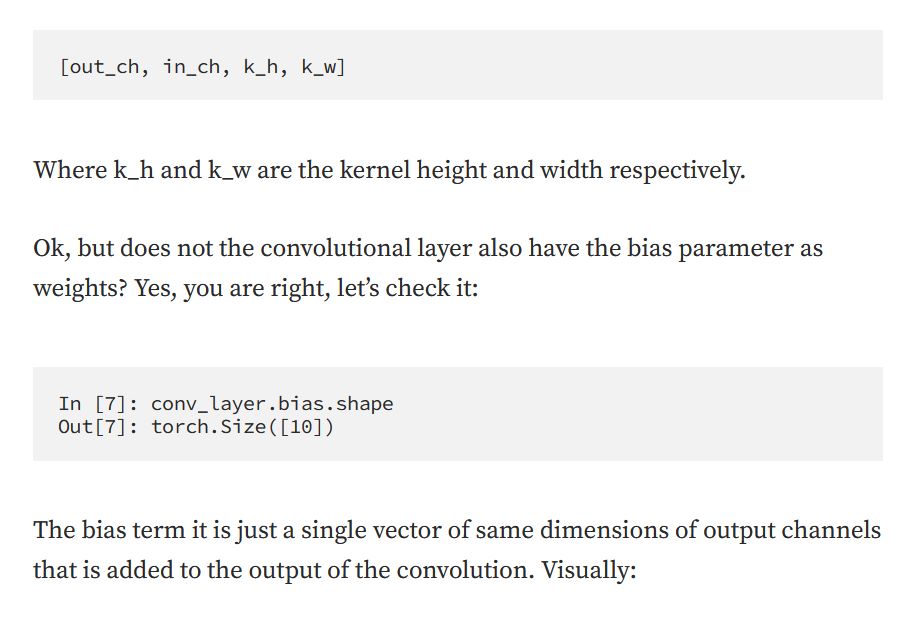 [out_ch, in_ch, k_h, k_w]
Where k_h and k_w are the kernel height and width respectively.
Ok, but does not the convolutional layer also have the bias parameter as
weights? Yes, you are right, let’s check it:
In [7]: conv_layer.bias.shape
Out[7]: torch.Size([10])
The bias term it is just a single vector of same dimensions of output channels
that is added to the output of the convolution. Visually: